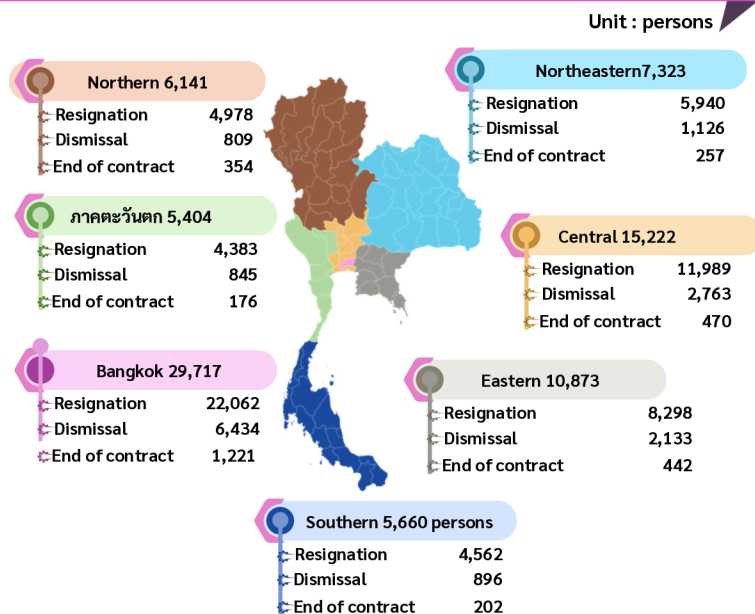 Unit : persons
Northern 6,141
Resignation 4,978
Dismissal 809
End of contract 354
Northeastern7,323
Resignation 5,940
Dismissal 1,126
End of contract 257
ภาคตะวันตก 5,404
Resignation 4,383
Dismissal 845
End of contract 176
Central 15,222
Resignation 11,989
Dismissal 2,763
End of contract 470
Bangkok 29,717
Resignation 22,062
Dismissal 6,434
End of contract 1,221
Eastern 10,873
Resignation 8,298
Dismissal 2,133
End of contract 442
Southern 5,660 persons
Resignation 4,562
Dismissal 896
End of contract 202